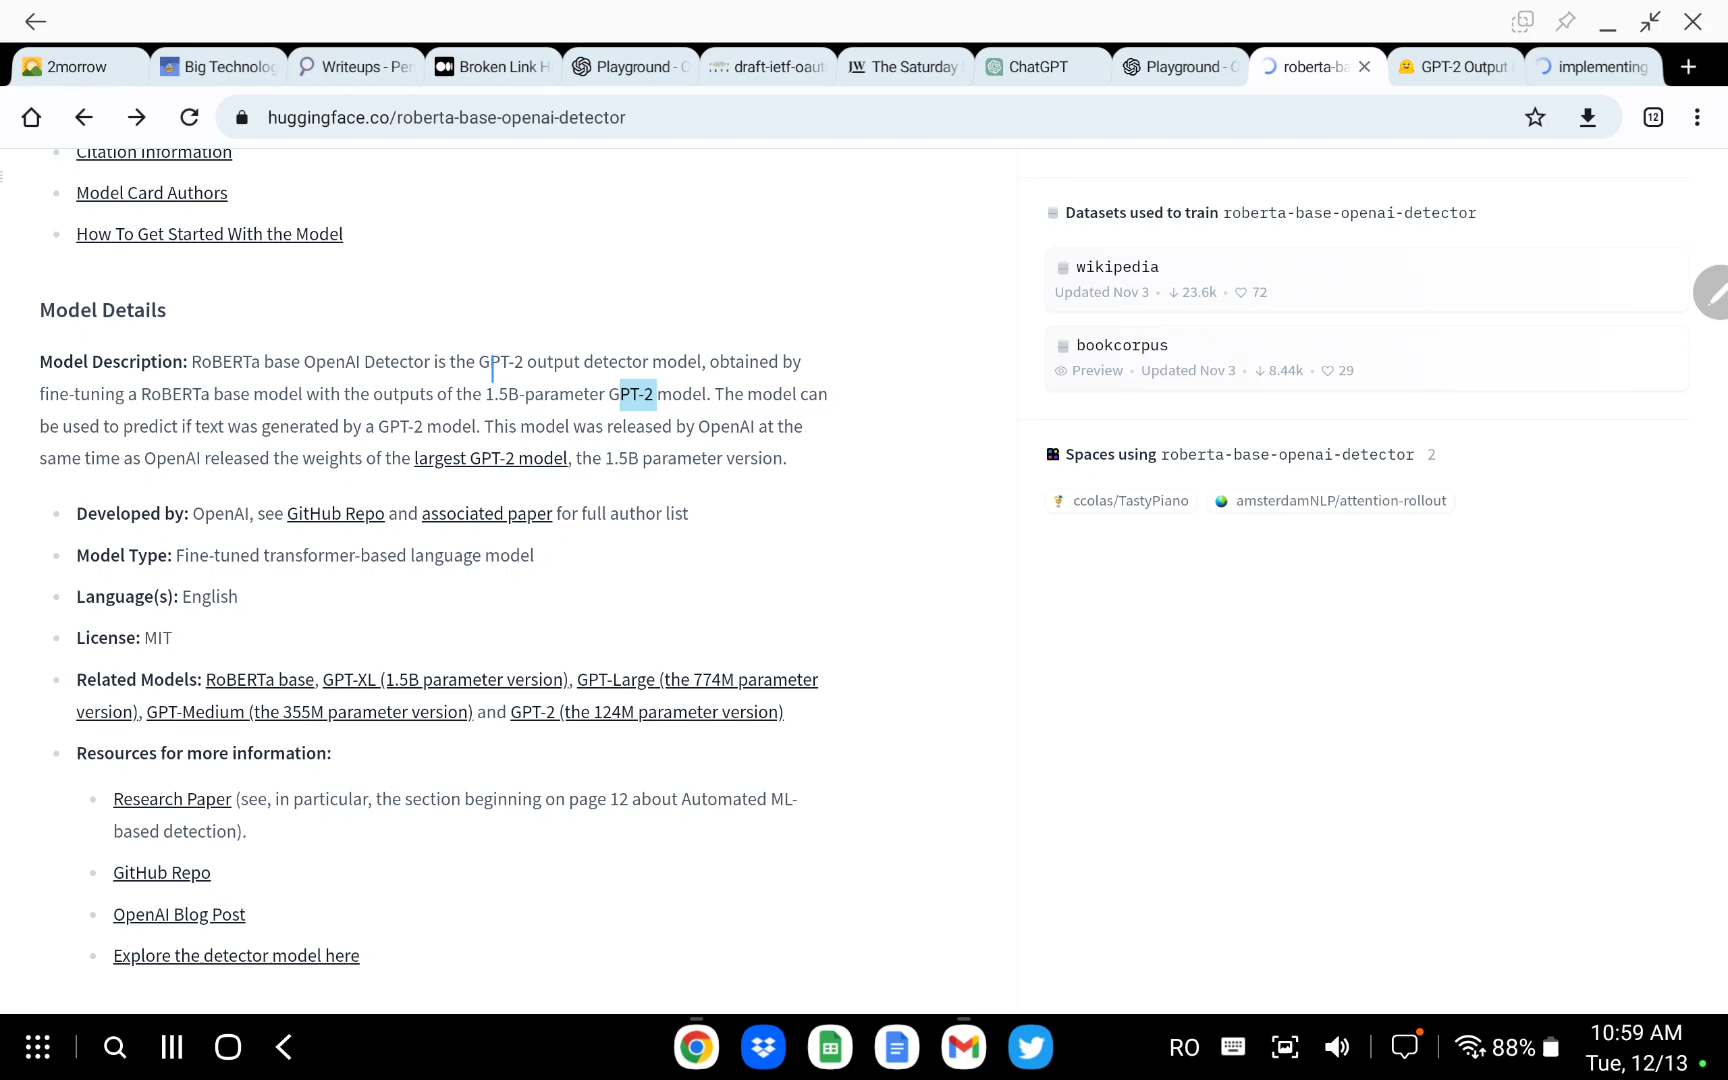 2morrow
Big Technolog
Writeups - Per
Broken Link H
Playground - O
draft-ietf-oaut
The Saturday
ChatGPT
Playground - O
roberta-ba
GPT-2 Output
implementing
huggingface.co/roberta-base-openai-detector
12
Citation Information
Model Card Authors
How To Get Started With the Model
Model Details
Model Description: RoBERTa base OpenAI Detector is the GPT-2 output detector model, obtained by
fine-tuning a RoBERTa base model with the outputs of the 1.5B-parameter GPT-2 model. The model can
be used to predict if text was generated by a GPT-2 model. This model was released by OpenAI at the
same time as OpenAI released the weights of the largest GPT-2 model, the 1.5B parameter version.
Developed by: OpenAI, see GitHub Repo and associated paper for full author list
Model Type: Fine-tuned transformer-based language model
Language(s): English
License: MIT
Related Models: RoBERTa base, GPT-XL (1.5B parameter version), GPT-Large (the 774M parameter
version), GPT-Medium (the 355M parameter version) and GPT-2 (the 124M parameter version)
Resources for more information:
Research Paper (see, in particular, the section beginning on page 12 about Automated ML-
based detection).
GitHub Repo
OpenAI Blog Post
Explore the detector model here
Datasets used to train roberta-base-openai-detector
wikipedia
Updated Nov 3 • ↓ 23.6k • ♡ 72
bookcorpus
Preview • Updated Nov 3 • ↓ 8.44k • ♡ 29
Spaces using roberta-base-openai-detector 2
ccolas/TastyPiano
amsterdamNLP/attention-rollout
RO
88%
10:59 AM
Tue, 12/13